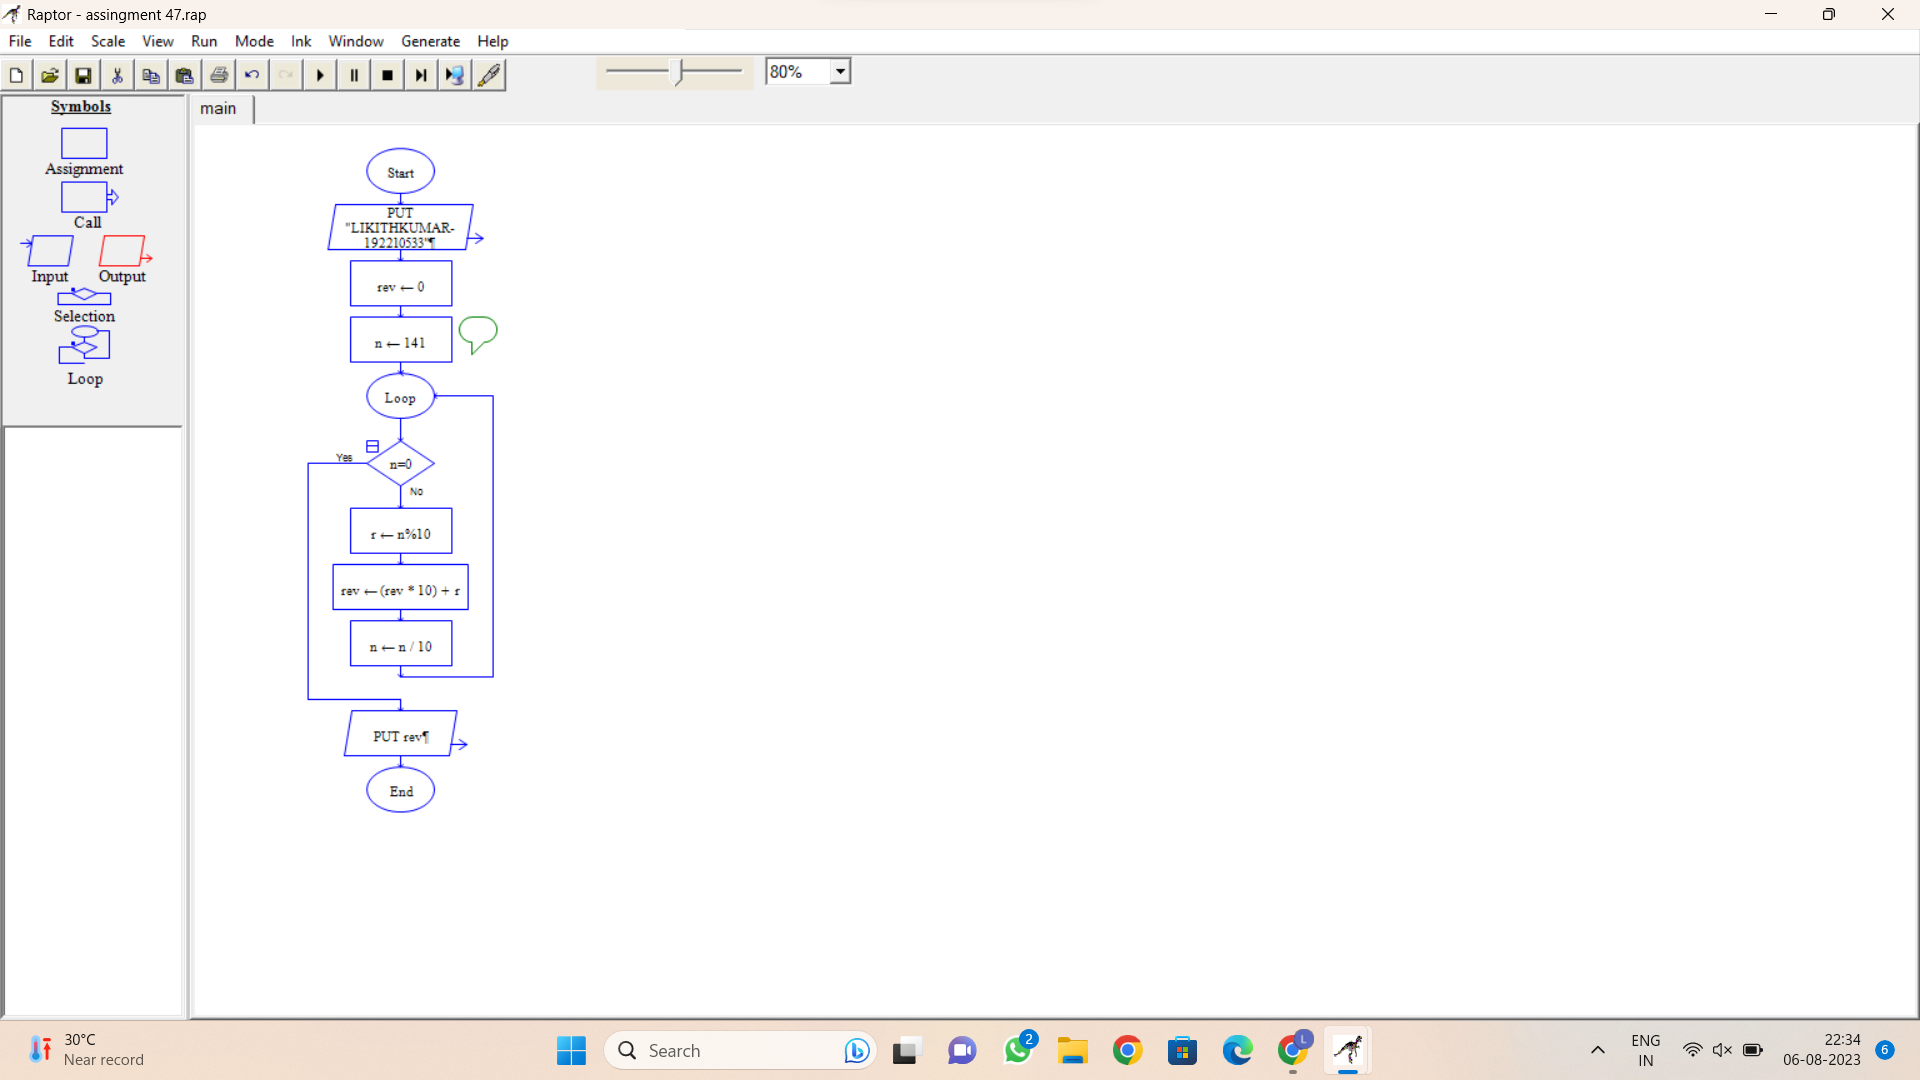 Raptor - assingment 47.rap
File Edit Scale View Run Mode Ink Window Generate Help
80%
Symbols
main
Assignment
Call
Input Output
Selection
Loop
Start
PUT
"LIKITHKUMAR-
192210533"¶
rev ← 0
n ← 141
Loop
Yes
n=0
No
r ← n%10
rev ← (rev * 10) + r
n ← n / 10
PUT rev¶
End
30°C
Near record
Search
2
L
ENG
IN
22:34
06-08-2023
6